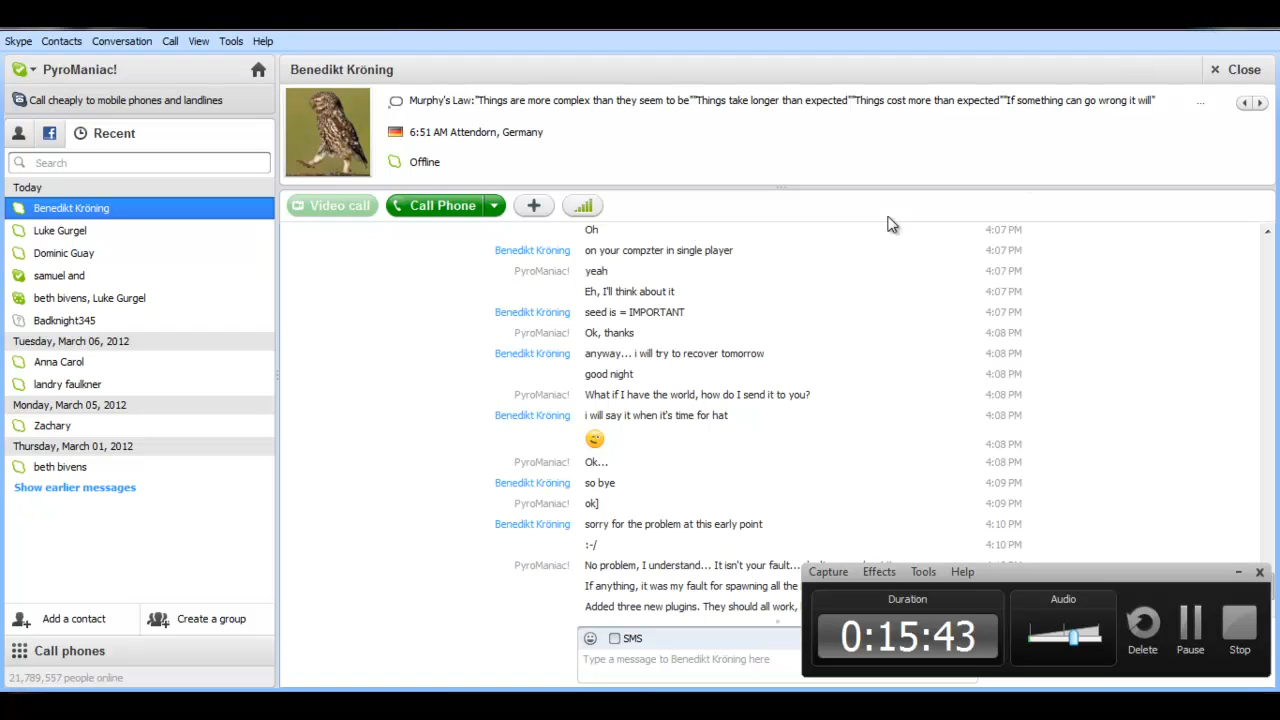 Skype Contacts Conversation Call View Tools Help
PyroManiac!
Call cheaply to mobile phones and landlines
Recent
Search
Today
Benedikt Kröning
Luke Gurgel
Dominic Guay
samuel and
beth bivens, Luke Gurgel
Badknight345
Tuesday, March 06, 2012
Anna Carol
landry faulkner
Monday, March 05, 2012
Zachary
Thursday, March 01, 2012
beth bivens
Show earlier messages
Add a contact Create a group
Call phones
21,789,557 people online
Benedikt Kröning Close
Murphy's Law:"Things are more complex than they seem to be""Things take longer than expected""Things cost more than expected""If something can go wrong it will" ...
6:51 AM Attendorn, Germany
Offline
Video call Call Phone
Oh 4:07 PM
Benedikt Kröning on your compzter in single player 4:07 PM
PyroManiac! yeah 4:07 PM
Eh, I'll think about it 4:07 PM
Benedikt Kröning seed is = IMPORTANT 4:07 PM
PyroManiac! Ok, thanks 4:08 PM
Benedikt Kröning anyway... i will try to recover tomorrow 4:08 PM
good night 4:08 PM
PyroManiac! What if I have the world, how do I send it to you? 4:08 PM
Benedikt Kröning i will say it when it's time for hat 4:08 PM
4:08 PM
PyroManiac! Ok... 4:08 PM
Benedikt Kröning so bye 4:09 PM
PyroManiac! ok] 4:09 PM
Benedikt Kröning sorry for the problem at this early point 4:10 PM
:-/ 4:10 PM
PyroManiac! No problem, I understand... It isn't your fault...
If anything, it was my fault for spawning all the
Added three new plugins. They should all work,
SMS
Type a message to Benedikt Kröning here
Capture Effects Tools Help
Duration
0:15:43
Audio
Delete Pause Stop